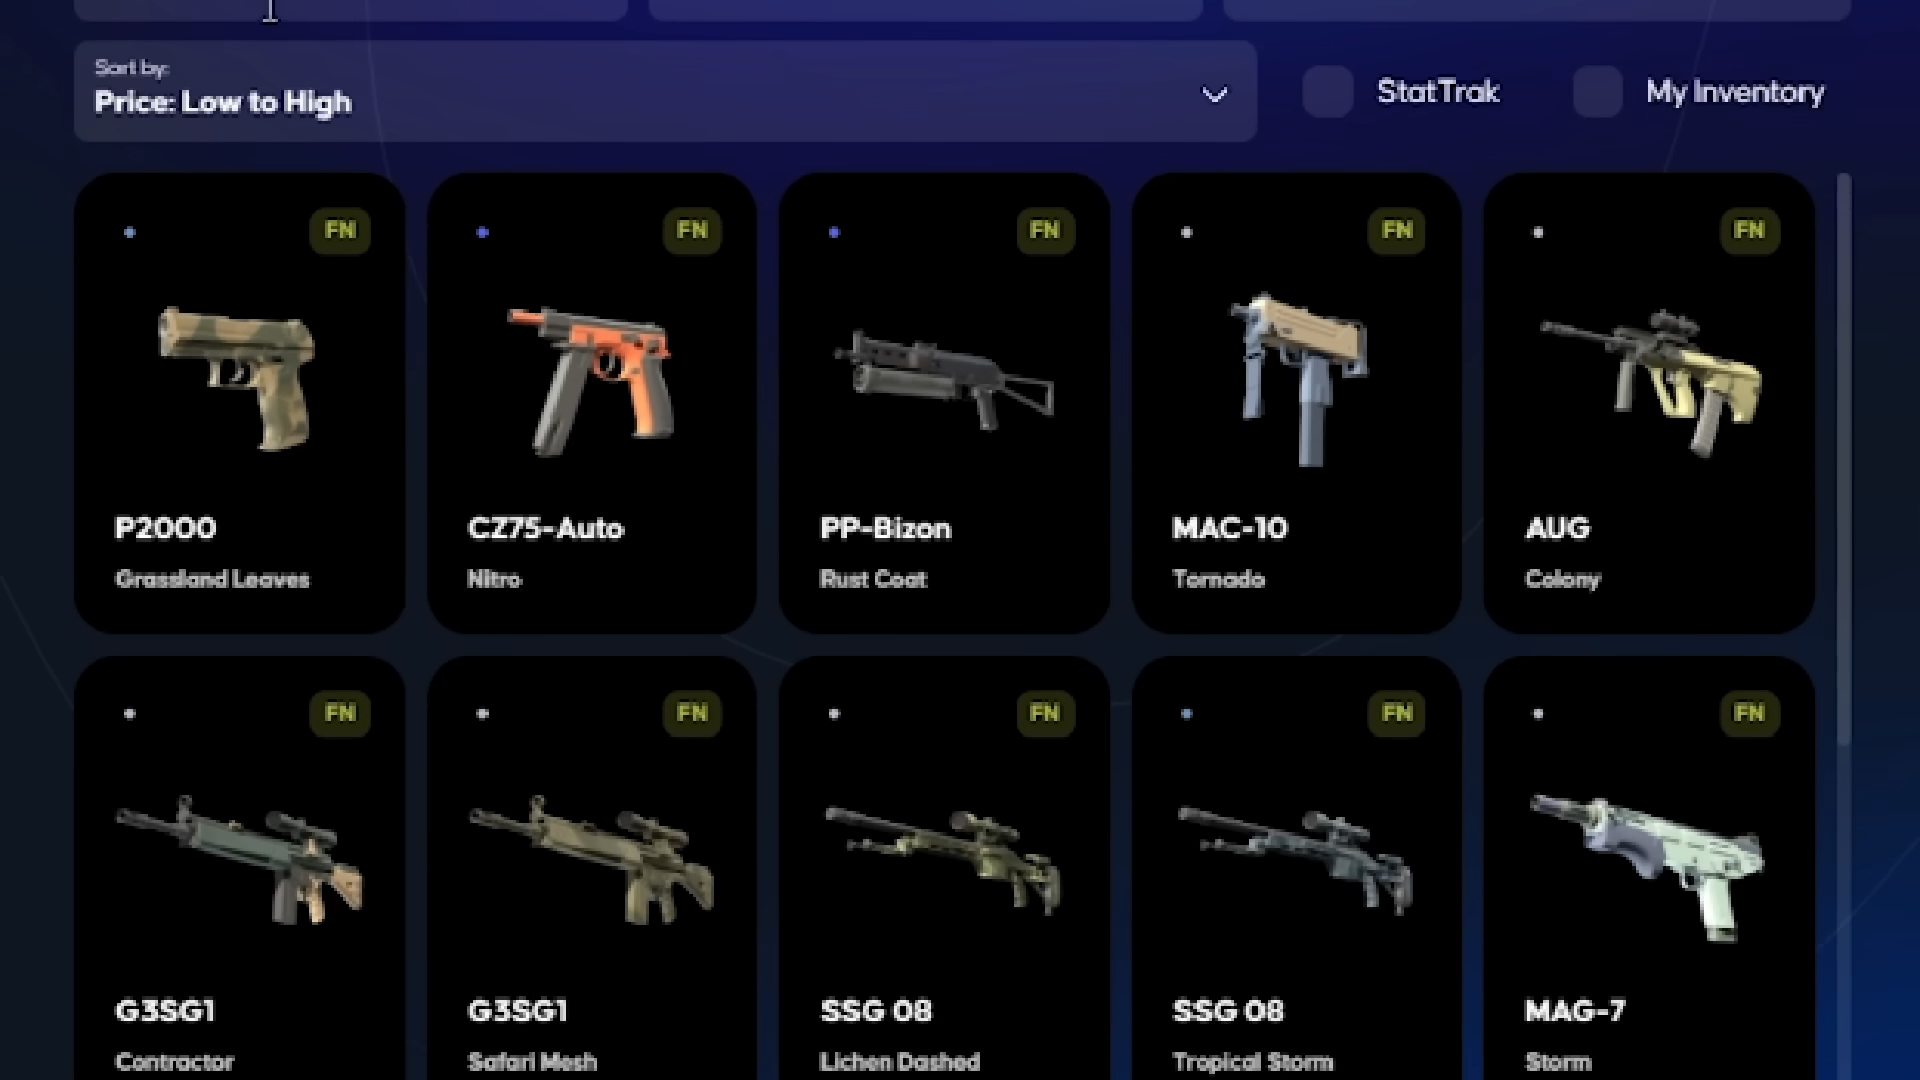 Sort by:
Price: Low to High
StatTrak
My Inventory
FN
FN
FN
FN
FN
P2000
CZ75-Auto
PP-Bizon
MAC-10
AUG
Grassland Leaves
Nitro
Rust Coat
Tornado
Colony
FN
FN
FN
FN
FN
G3SG1
G3SG1
SSG 08
SSG 08
MAG-7
Contractor
Safari Mesh
Lichen Dashed
Tropical Storm
Storm